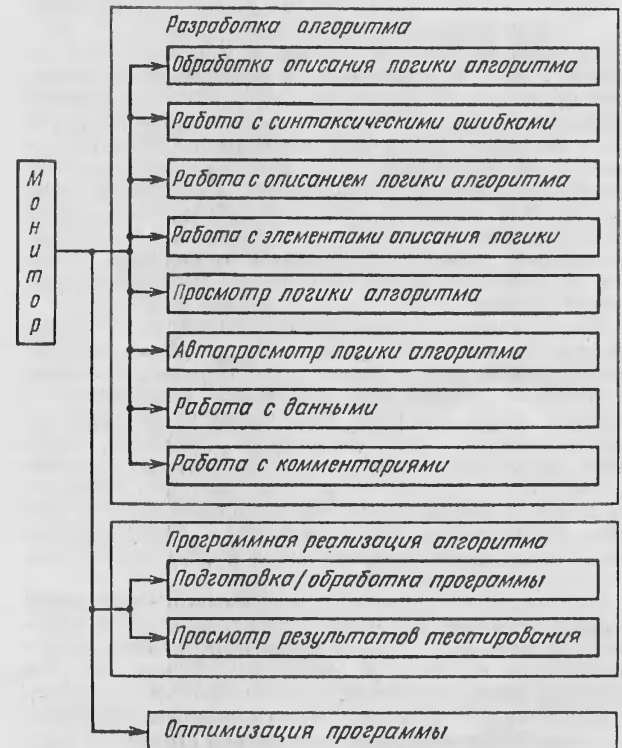 Разработка алгоритма
Обработка описания логики алгоритма
Работа с синтаксическими ошибками
Работа с описанием логики алгоритма
Работа с элементами описания логики
Просмотр логики алгоритма
Автопросмотр логики алгоритма
Работа с данными
Работа с комментариями
Монитор
Программная реализация алгоритма
Подготовка/обработка программы
Просмотр результатов тестирования
Оптимизация программы